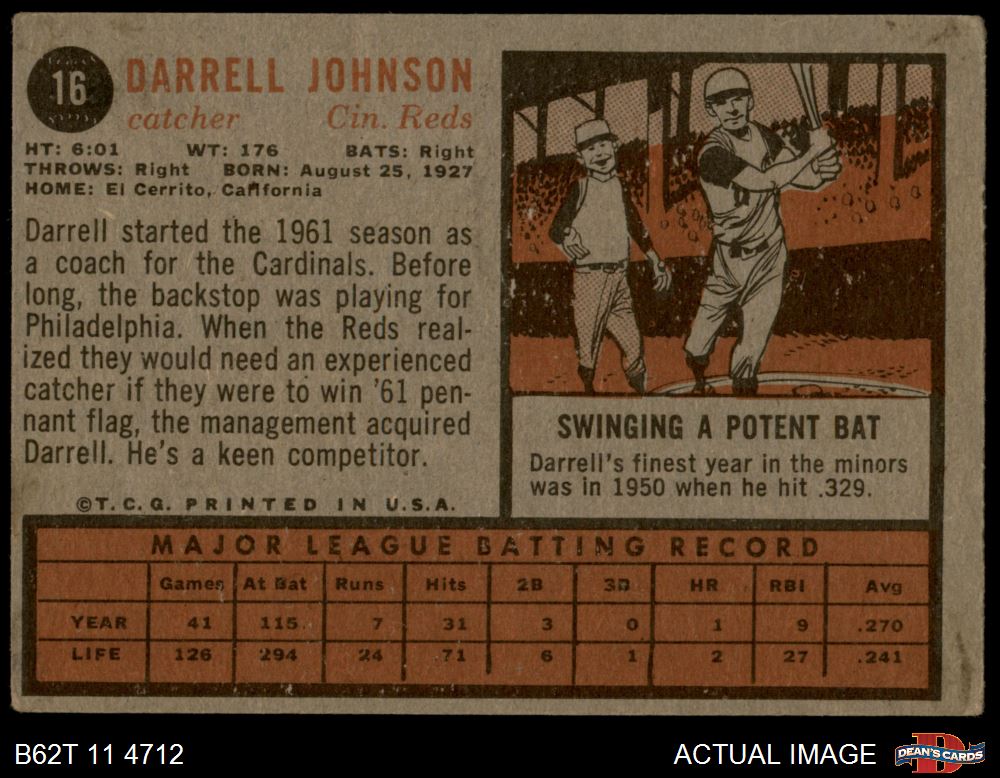 16
DARRELL JOHNSON
catcher Cin. Reds
HT: 6:01 WT: 176 BATS: Right
THROWS: Right BORN: August 25, 1927
HOME: El Cerrito, California
Darrell started the 1961 season as
a coach for the Cardinals. Before
long, the backstop was playing for
Philadelphia. When the Reds real-
ized they would need an experienced
catcher if they were to win '61 pen-
nant flag, the management acquired
Darrell. He's a keen competitor.
©T.C.G. PRINTED IN U.S.A.
SWINGING A POTENT BAT
Darrell's finest year in the minors
was in 1950 when he hit .329.
MAJOR LEAGUE BATTING RECORD
Games At Bat Runs Hits 2B 3B HR RBI Avg
YEAR 41 115 7 31 3 0 1 9 .270
LIFE 126 294 24 71 6 1 2 27 .241
B62T 11 4712
ACTUAL IMAGE
D
DEAN'S CARDS